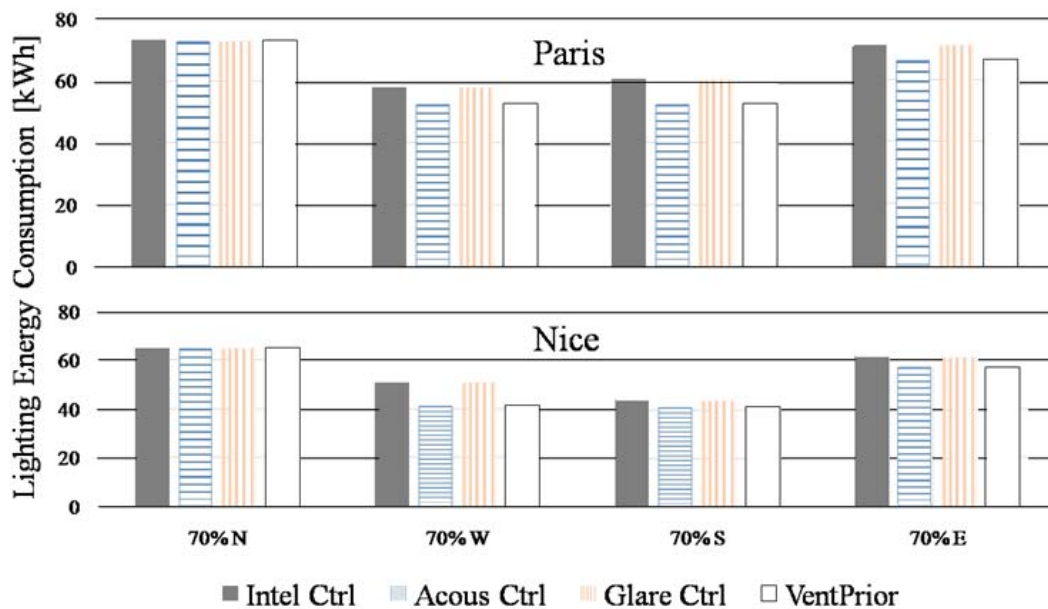 Lighting Energy Consumption [kWh]
80
60
40
20
0
Paris
80
60
40
20
0
Nice
70%N 70%W 70%S 70%E
Intel Ctrl Acous Ctrl Glare Ctrl VentPrior